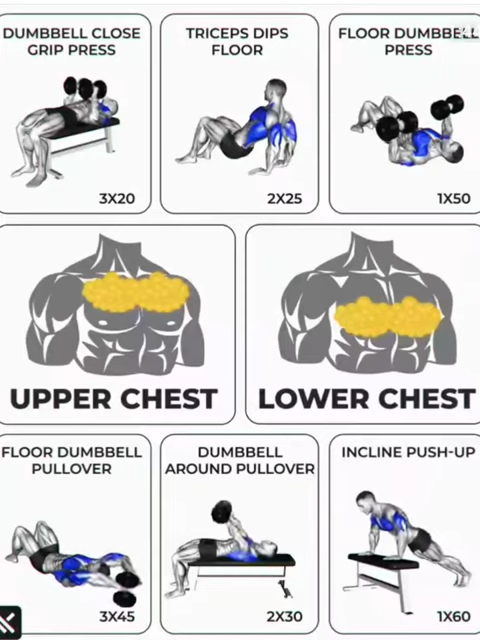 DUMBBELL CLOSE
GRIP PRESS
3X20
TRICEPS DIPS
FLOOR
2X25
FLOOR DUMBBELL
PRESS
1X50
UPPER CHEST
LOWER CHEST
FLOOR DUMBBELL
PULLOVER
3X45
DUMBBELL
AROUND PULLOVER
2X30
INCLINE PUSH-UP
1X60